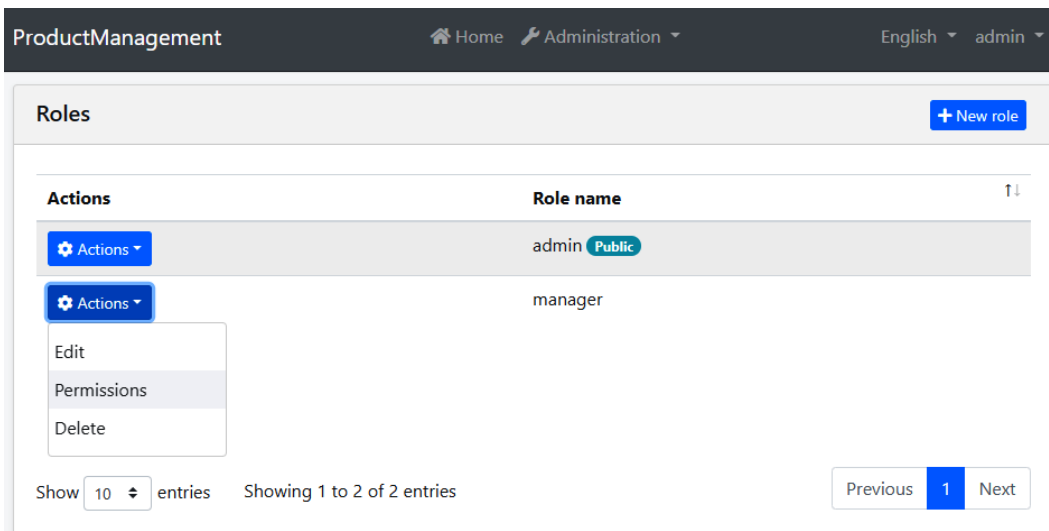 ProductManagement Home Administration English admin
Roles + New role
Actions Role name
Actions admin Public
Actions manager
Edit
Permissions
Delete
Show 10 entries Showing 1 to 2 of 2 entries Previous 1 Next